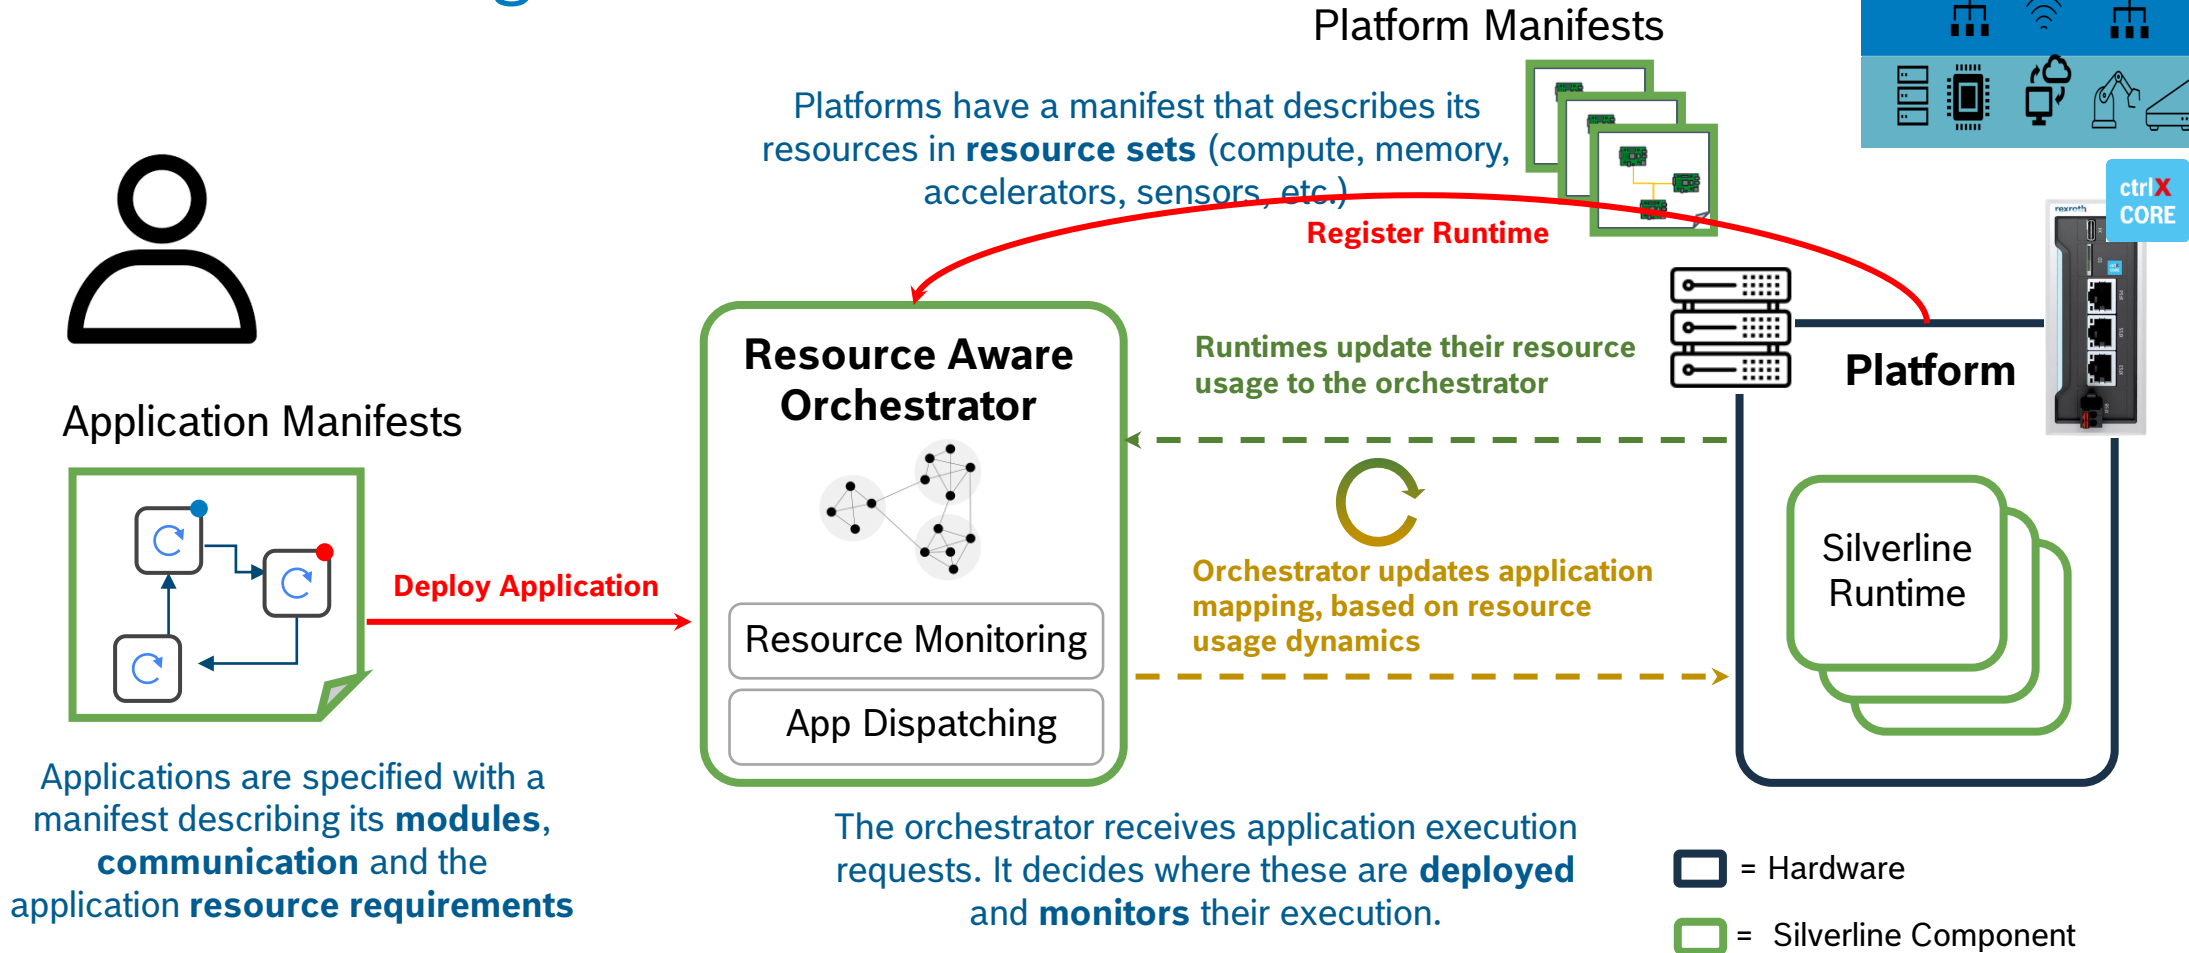 Platform Manifests
Platforms have a manifest that describes its
resources in resource sets (compute, memory,
accelerators, sensors, etc.)
Register Runtime
ctrlX
CORE
rexroth
Application Manifests
Deploy Application
Applications are specified with a
manifest describing its modules,
communication and the
application resource requirements
Resource Aware
Orchestrator
Resource Monitoring
App Dispatching
The orchestrator receives application execution
requests. It decides where these are deployed
and monitors their execution.
Runtimes update their resource
usage to the orchestrator
Orchestrator updates application
mapping, based on resource
usage dynamics
Platform
Silverline
Runtime
= Hardware
= Silverline Component